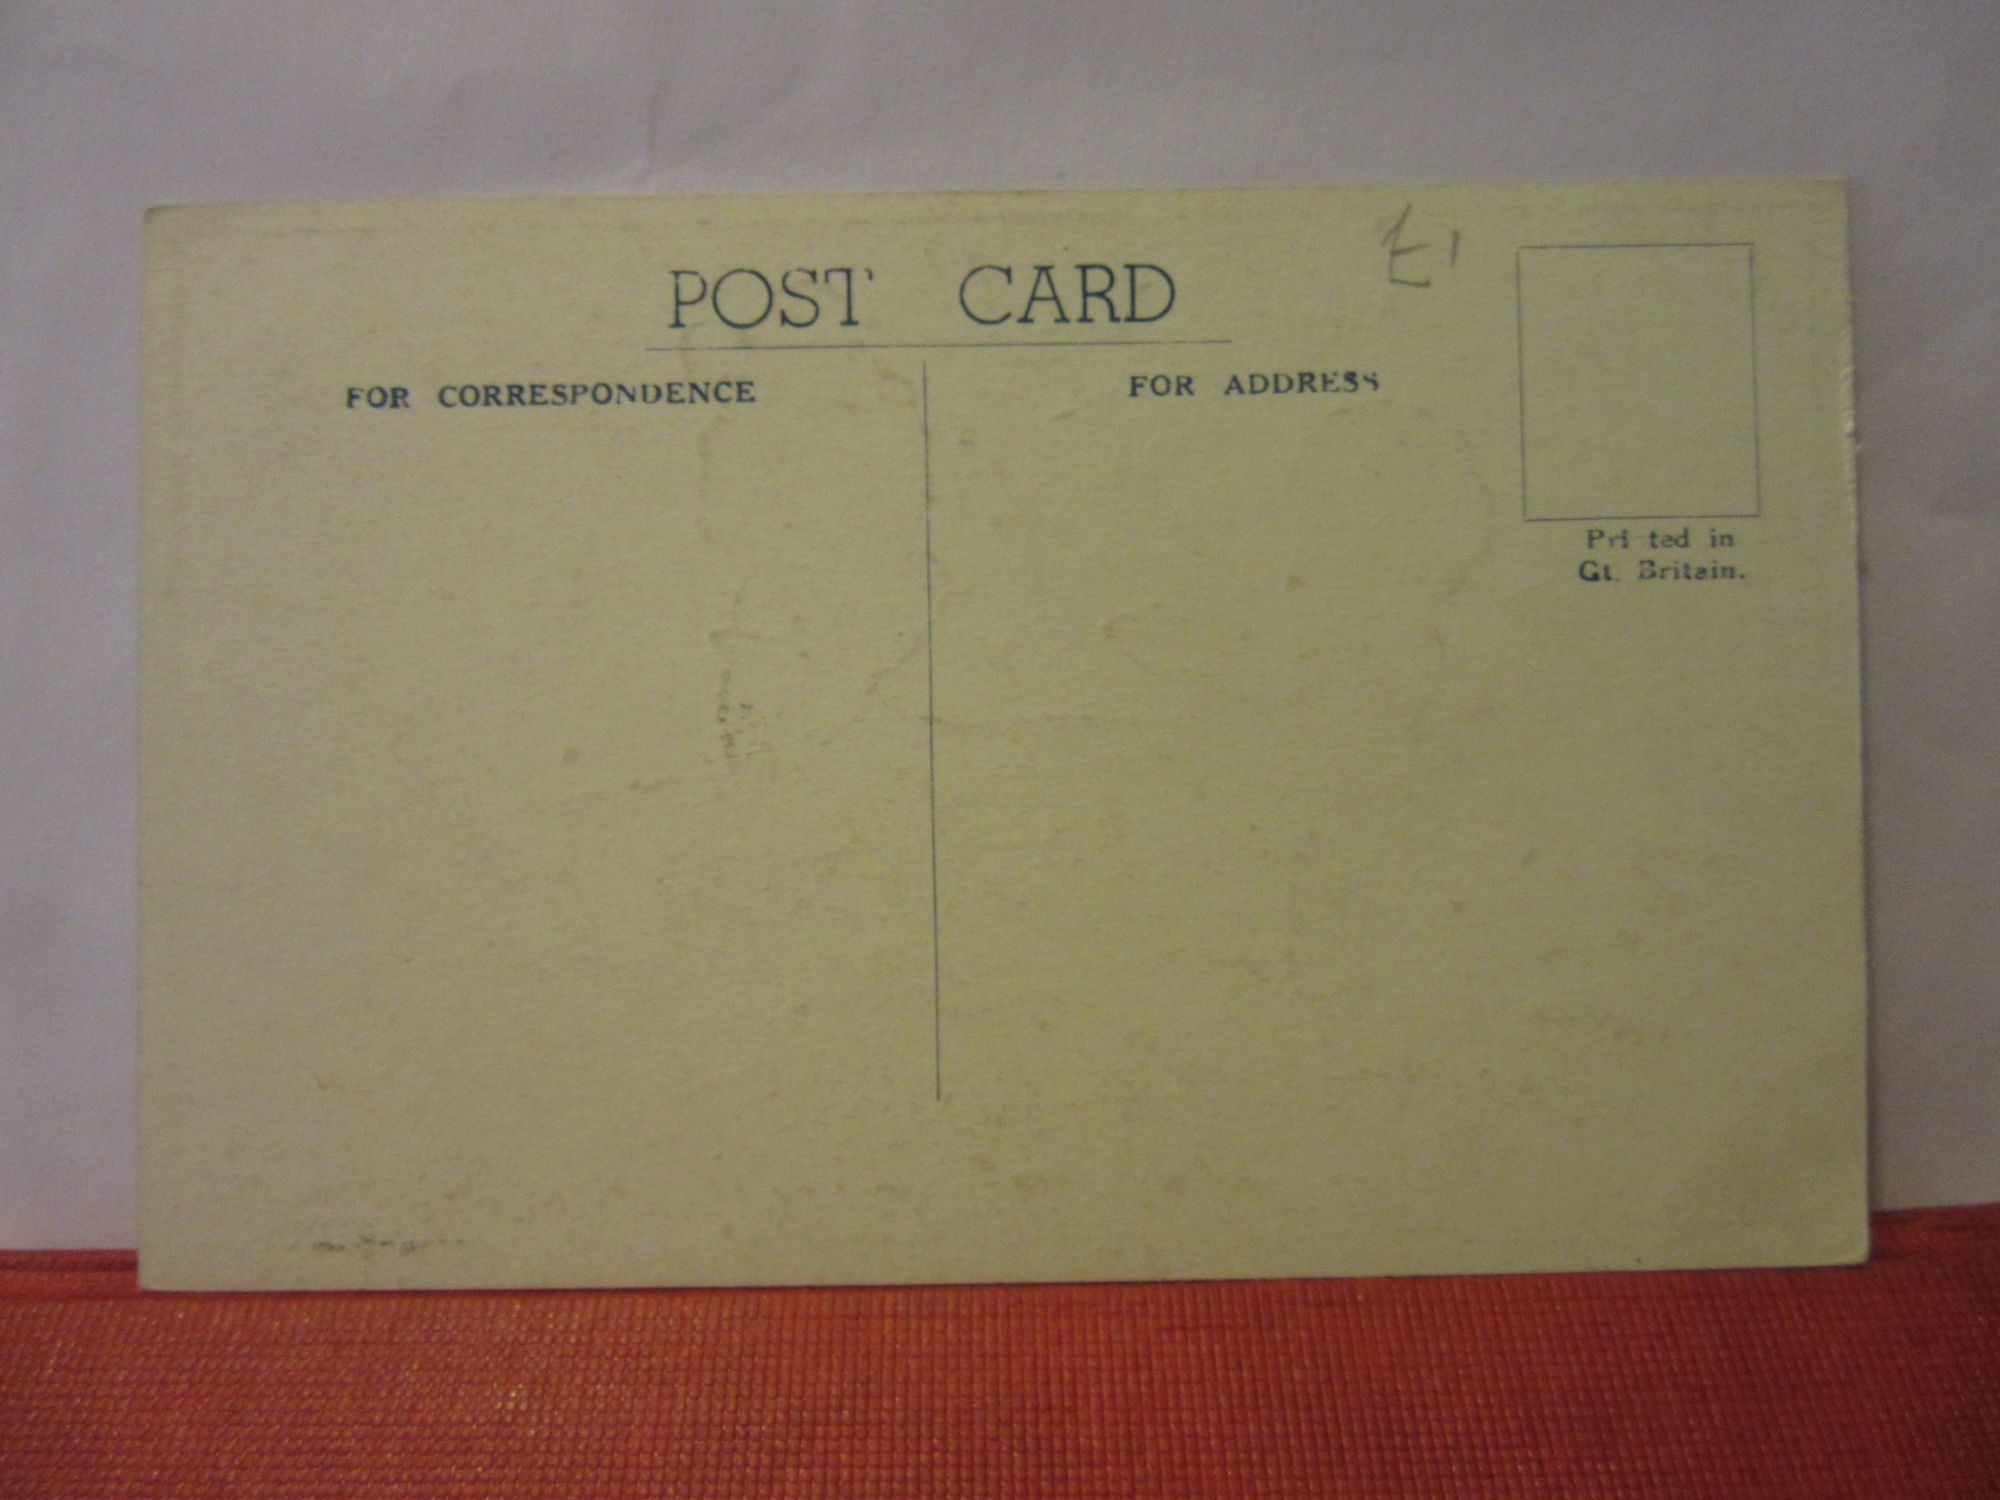 £1
POST CARD
FOR CORRESPONDENCE
FOR ADDRESS
Pri ted in
Gt. Britain.